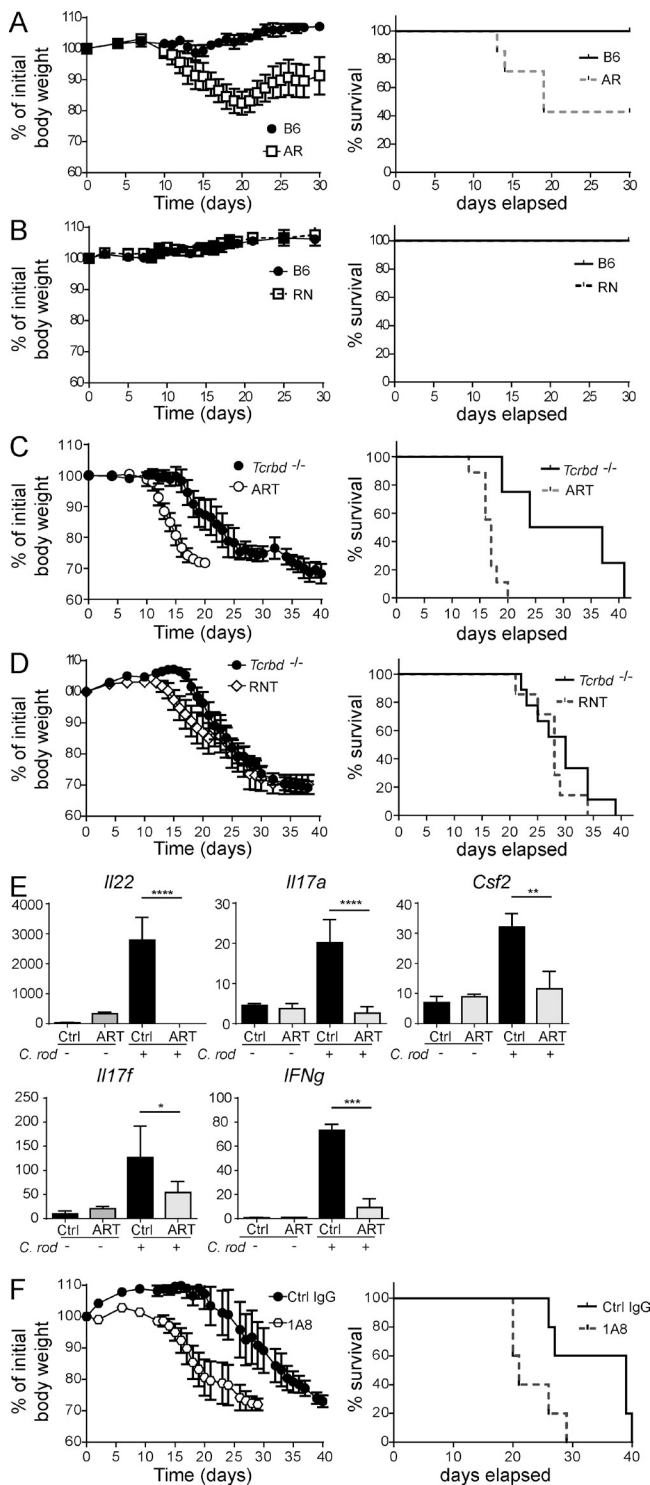 A
% of initial
body weight
110
100
90
80
70
60
0 5 10 15 20 25 30
Time (days)
B6
AR
% survival
100
80
60
40
20
0
0 5 10 15 20 25 30
days elapsed
B6
AR
B
% of initial
body weight
110
100
90
80
70
60
0 5 10 15 20 25 30
Time (days)
B6
RN
% survival
100
80
60
40
20
0
0 5 10 15 20 25 30
days elapsed
B6
RN
C
% of initial
body weight
110
100
90
80
70
60
0 5 10 15 20 25 30 35 40
Time (days)
Tcrbd -/-
ART
% survival
100
80
60
40
20
0
0 5 10 15 20 25 30 35 40
days elapsed
Tcrbd -/-
ART
D
% of initial
body weight
110
00
90
80
70
60
0 5 10 15 20 25 30 35 40
Time (days)
Tcrbd -/-
RNT
% survival
100
80
60
40
20
0
0 5 10 15 20 25 30 35 40
days elapsed
Tcrbd -/-
RNT
E
Il22
****
4000
3000
2000
1000
0
Ctrl ART Ctrl ART
C. rod - - + +
Il17a
****
30
20
10
0
Ctrl ART Ctrl ART
C. rod - - + +
Csf2
**
40
30
20
10
0
Ctrl ART Ctrl ART
C. rod - - + +
Il17f
*
250
200
150
100
50
0
Ctrl ART Ctrl ART
C. rod - - + +
IFNg
***
100
80
60
40
20
0
Ctrl ART Ctrl ART
C. rod - - + +
F
% of initial
body weight
110
100
90
80
70
60
0 5 10 15 20 25 30 35 40
Time (days)
Ctrl IgG
1A8
% survival
100
80
60
40
20
0
0 10 20 30 40
days elapsed
Ctrl IgG
1A8